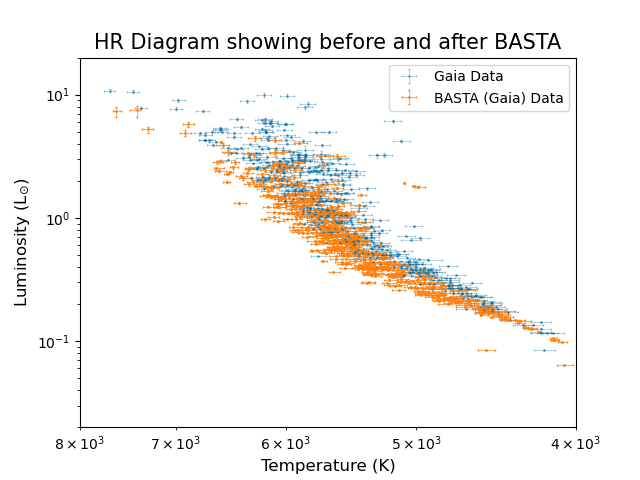 HR Diagram showing before and after BASTA
Gaia Data
BASTA (Gaia) Data
Luminosity (L⊙)
10¹
10⁰
10⁻¹
8 × 10³
7 × 10³
6 × 10³
5 × 10³
4 × 10³
Temperature (K)